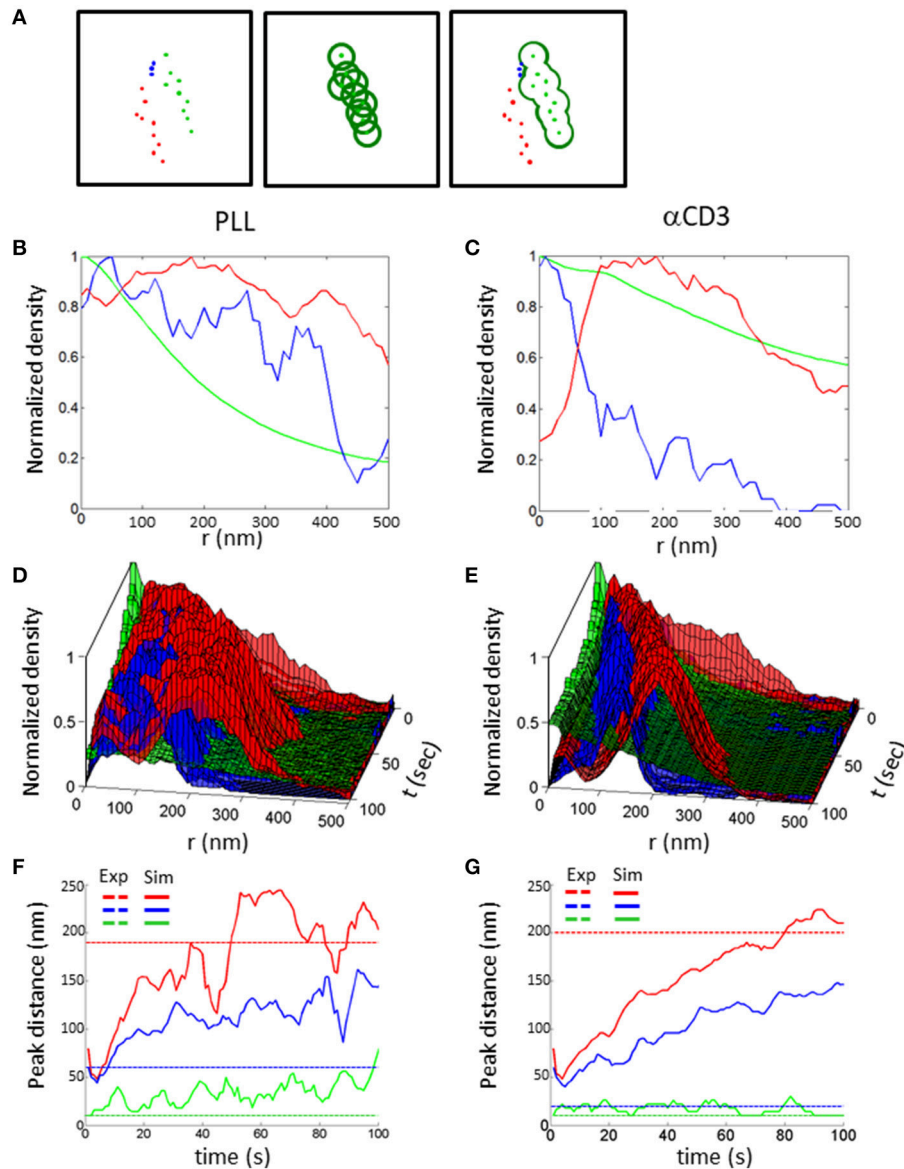 A
PLL
αCD3
B
C
Normalized density
1
0.8
0.6
0.4
0.2
0
0 100 200 300 400 500
r (nm)
Normalized density
1
0.8
0.6
0.4
0.2
0
0 100 200 300 400 500
r (nm)
D
E
Normalized density
1
0.5
0
0 100 200 300 400 500
r (nm)
0
50
100
t (sec)
Normalized density
1
0.5
0
0 100 200 300 400 500
r (nm)
0
50
100
t (sec)
F
G
Exp Sim
Peak distance (nm)
250
200
150
100
50
0
0 20 40 60 80 100
time (s)
Exp Sim
Peak distance (nm)
250
200
150
100
50
0
0 20 40 60 80 100
time (s)